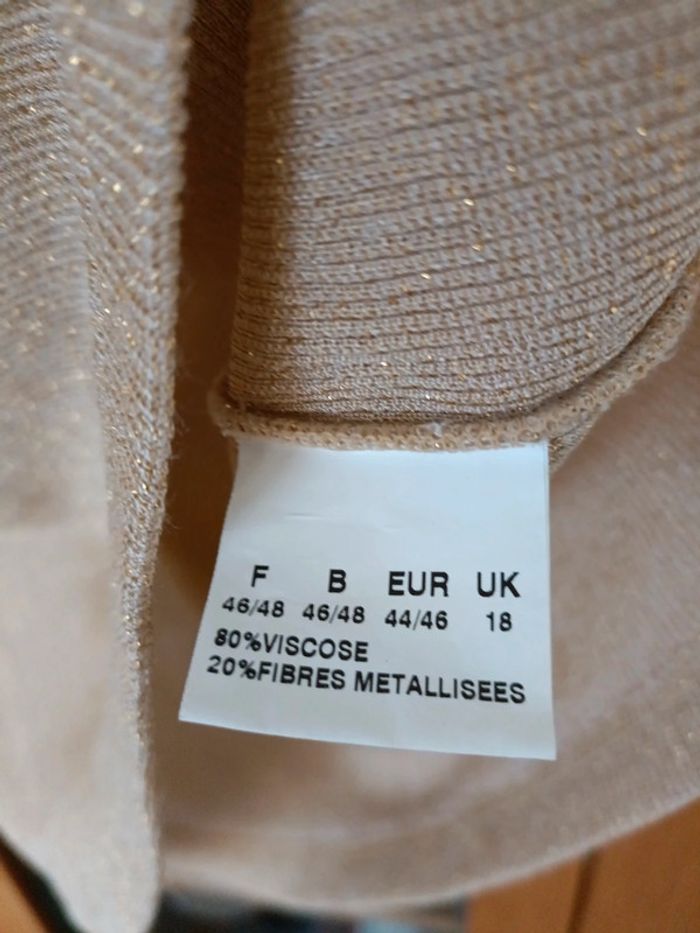 F B EUR UK
46/48 46/48 44/46 18
80%VISCOSE
20%FIBRES METALLISEES